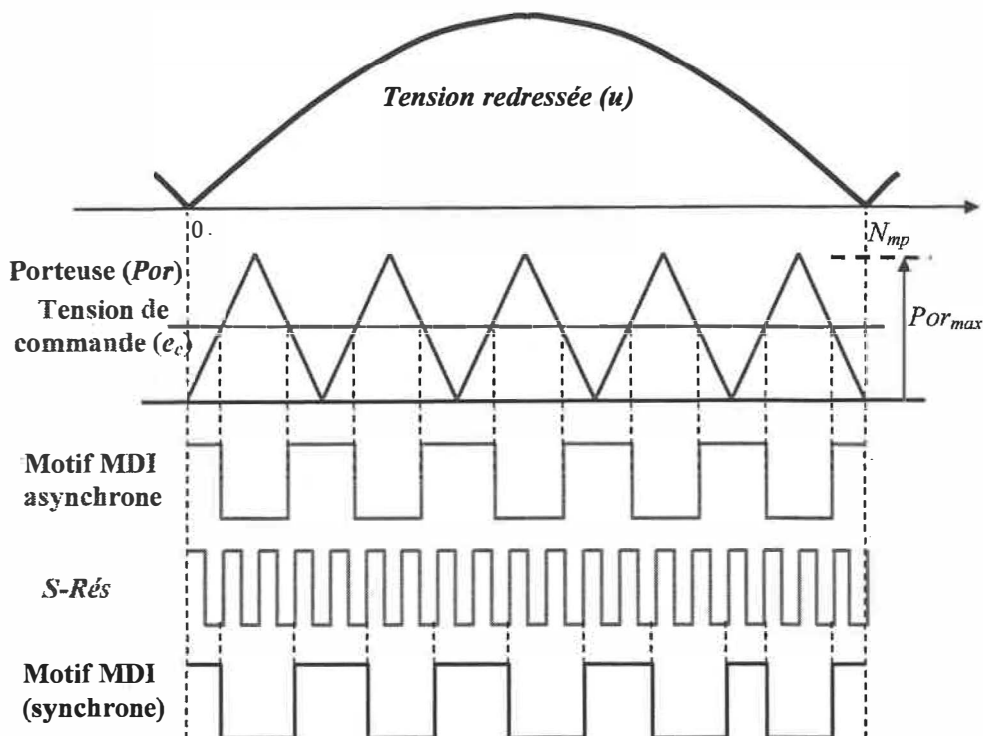 Tension redressée (u)
0
N_mp
Porteuse (Por)
Tension de
commande (e_c)
Por_max
Motif MDI
asynchrone
S-Rés
Motif MDI
(synchrone)